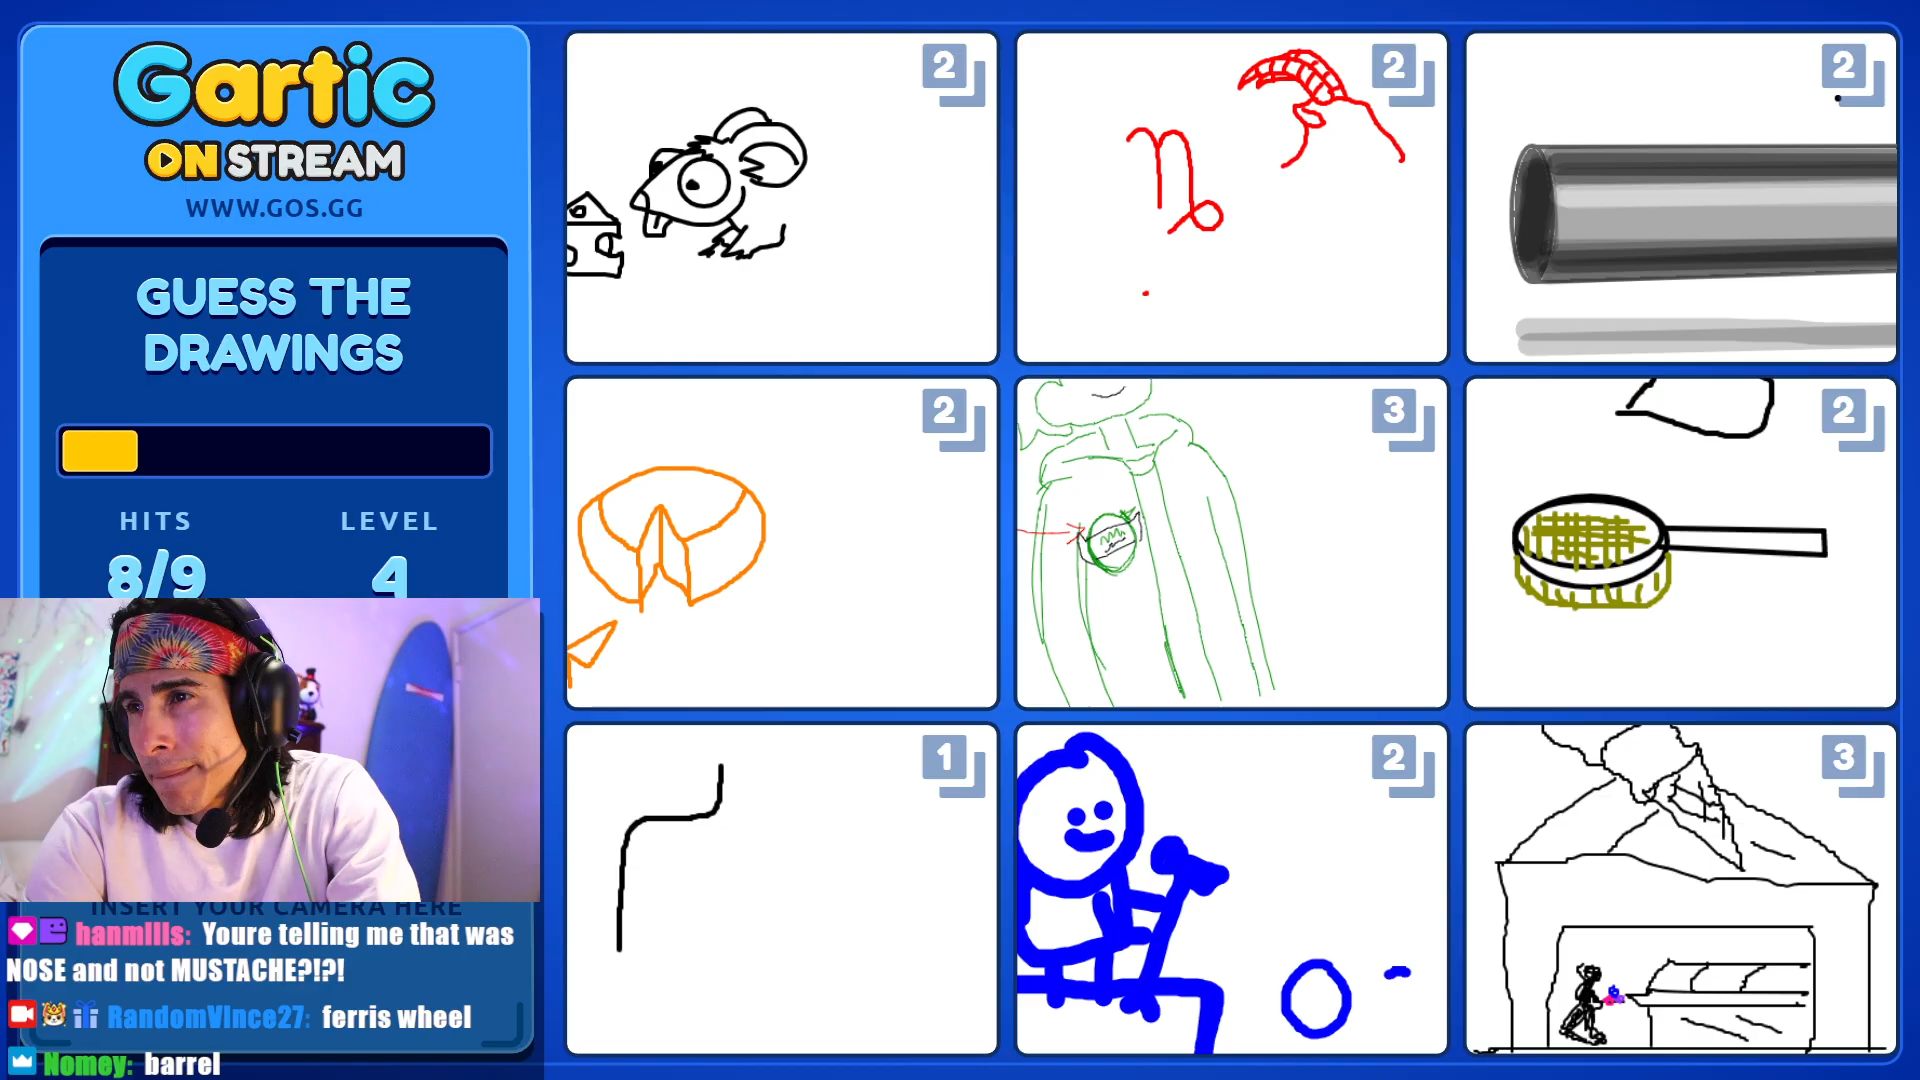 Gartic
ON STREAM
WWW.GOS.GG
GUESS THE
DRAWINGS
HITS
LEVEL
8/9
4
INSERT YOUR CAMERA HERE
hanmills: Youre telling me that was
NOSE and not MUSTACHE?!?!
RandomVince27: ferris wheel
Nomey: barrel
2
2
2
2
3
2
1
2
3